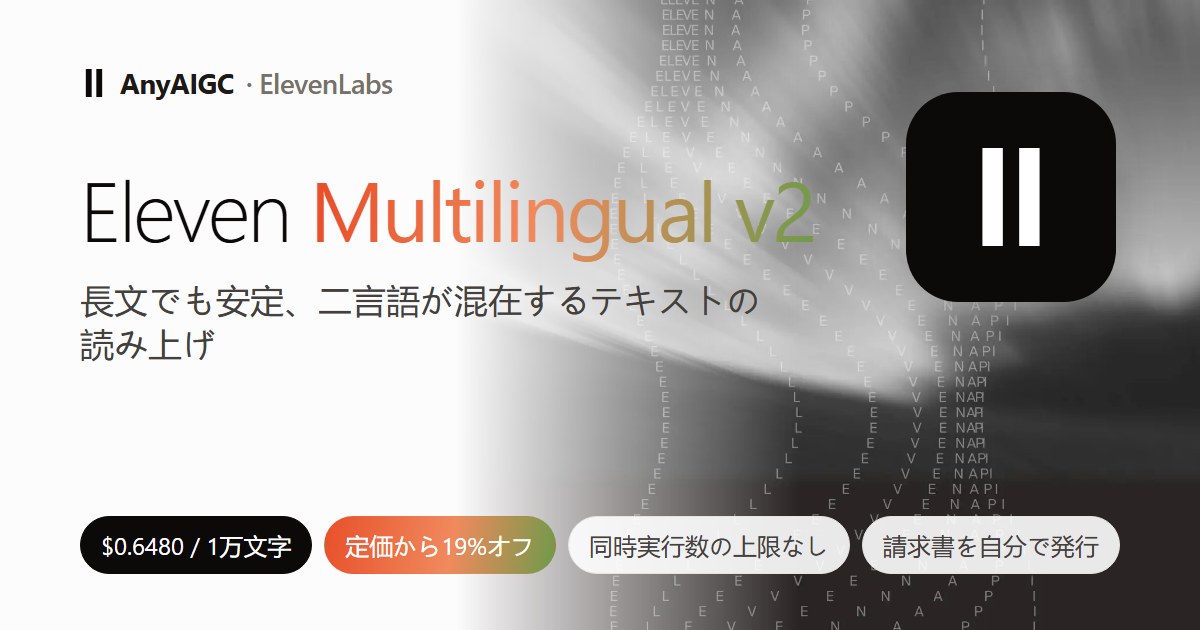 AnyAIGC · ElevenLabs
Eleven Multilingual v2
長文でも安定、二言語が混在するテキストの
読み上げ
$0.6480 / 1万文字
定価から19%オフ
同時実行数の上限なし
請求書を自分で発行